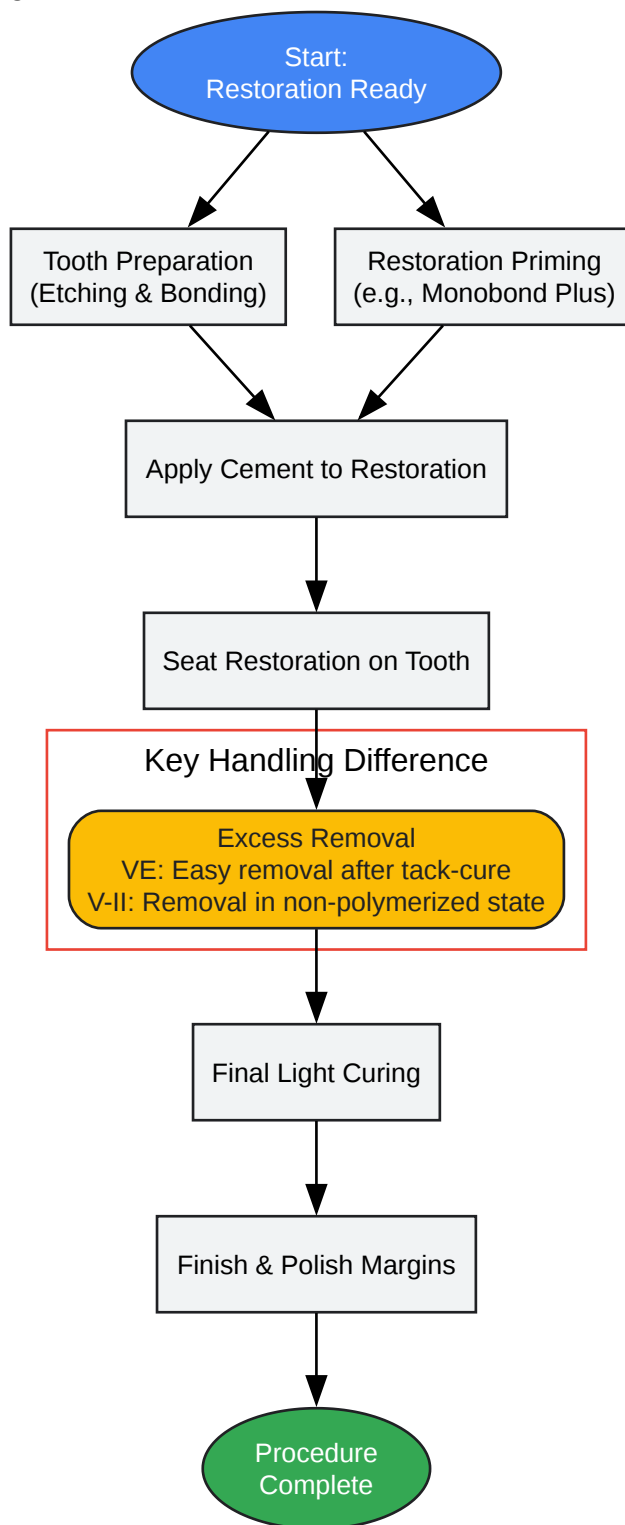 Start:
Restoration Ready
Tooth Preparation
(Etching & Bonding)
Restoration Priming
(e.g., Monobond Plus)
Apply Cement to Restoration
Seat Restoration on Tooth
Key Handling Difference
Excess Removal
VE: Easy removal after tack-cure
V-II: Removal in non-polymerized state
Final Light Curing
Finish & Polish Margins
Procedure
Complete